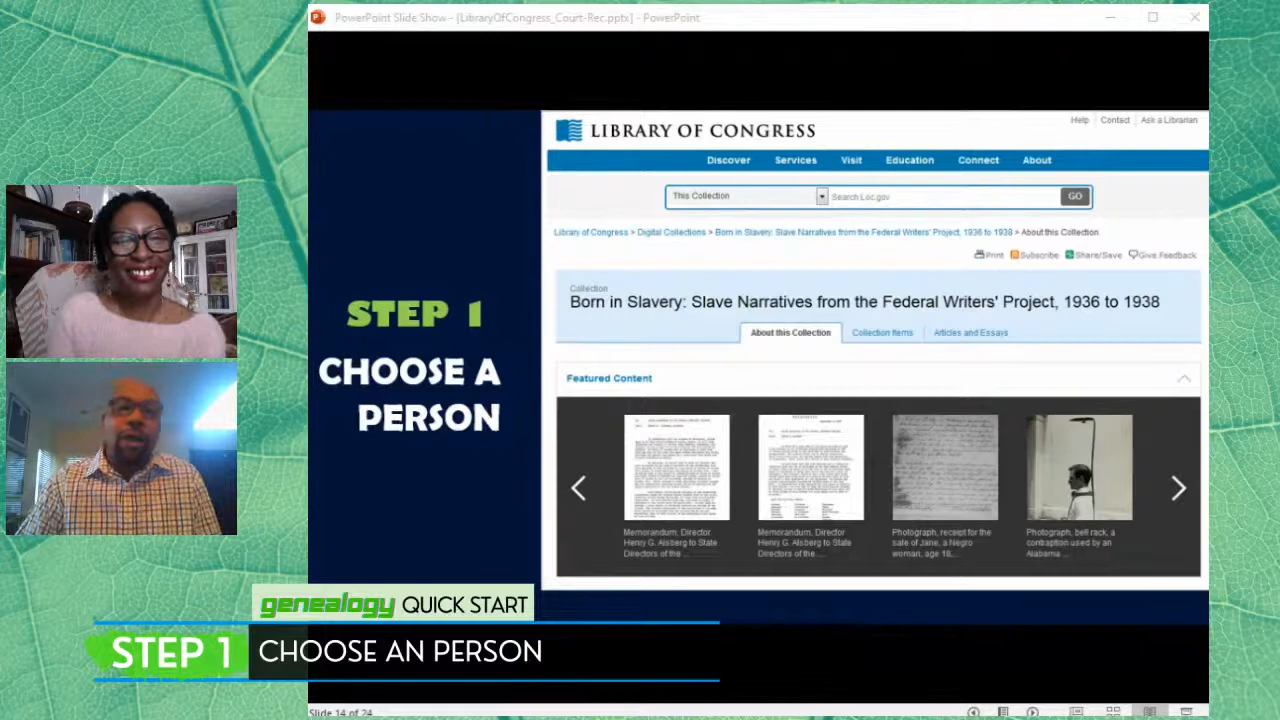 PowerPoint Slide Show - [LibraryOfCongress_Court-Rec.pptx] - PowerPoint
LIBRARY OF CONGRESS
Help Contact Ask a Librarian
Discover Services Visit Education Connect About
This Collection Search Loc.gov GO
Library of Congress > Digital Collections > Born in Slavery: Slave Narratives from the Federal Writers' Project, 1936 to 1938 > About this Collection
Print Subscribe Share/Save Give Feedback
Collection
Born in Slavery: Slave Narratives from the Federal Writers' Project, 1936 to 1938
About this Collection Collection Items Articles and Essays
Featured Content
Memorandum, Director
Henry G. Alsberg to State
Directors of the ...
Memorandum, Director
Henry G. Alsberg to State
Directors of the ...
Photograph, receipt for the
sale of Jane, a Negro
woman, age 18,...
Photograph, bell rack, a
contraption used by an
Alabama ...
STEP 1
CHOOSE A
PERSON
genealogy QUICK START
STEP 1 CHOOSE AN PERSON
Slide 14 of 24